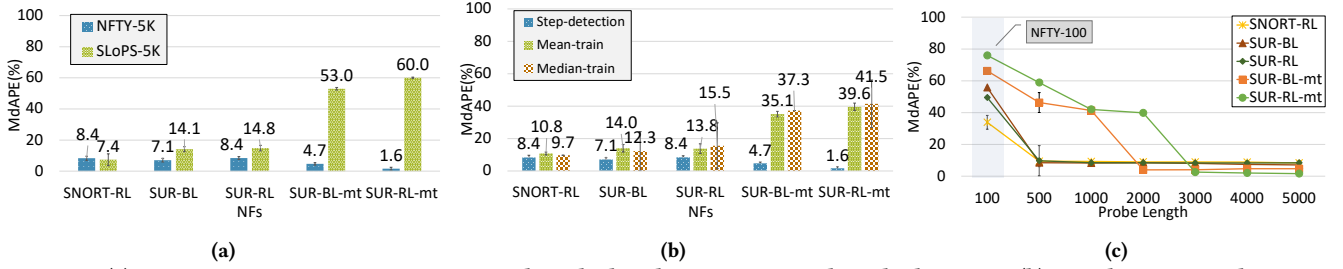 MdAPE(%)
100
80
60
40
20
0
NFTY-5K
SLoPS-5K
8.4
7.4
7.1
14.1
8.4
14.8
4.7
53.0
1.6
60.0
SNORT-RL
SUR-BL
SUR-RL
SUR-BL-mt
SUR-RL-mt
NFs
(a)
MdAPE(%)
100
80
60
40
20
0
Step-detection
Mean-train
Median-train
8.4
10.8
9.7
7.1
14.0
12.3
8.4
13.8
15.5
4.7
35.1
37.3
1.6
39.6
41.5
SNORT-RL
SUR-BL
SUR-RL
SUR-BL-mt
SUR-RL-mt
NFs
(b)
MdAPE(%)
100
80
60
40
20
0
NFTY-100
SNORT-RL
SUR-BL
SUR-RL
SUR-BL-mt
SUR-RL-mt
100
500
1000
2000
3000
4000
5000
Probe Length
(c)